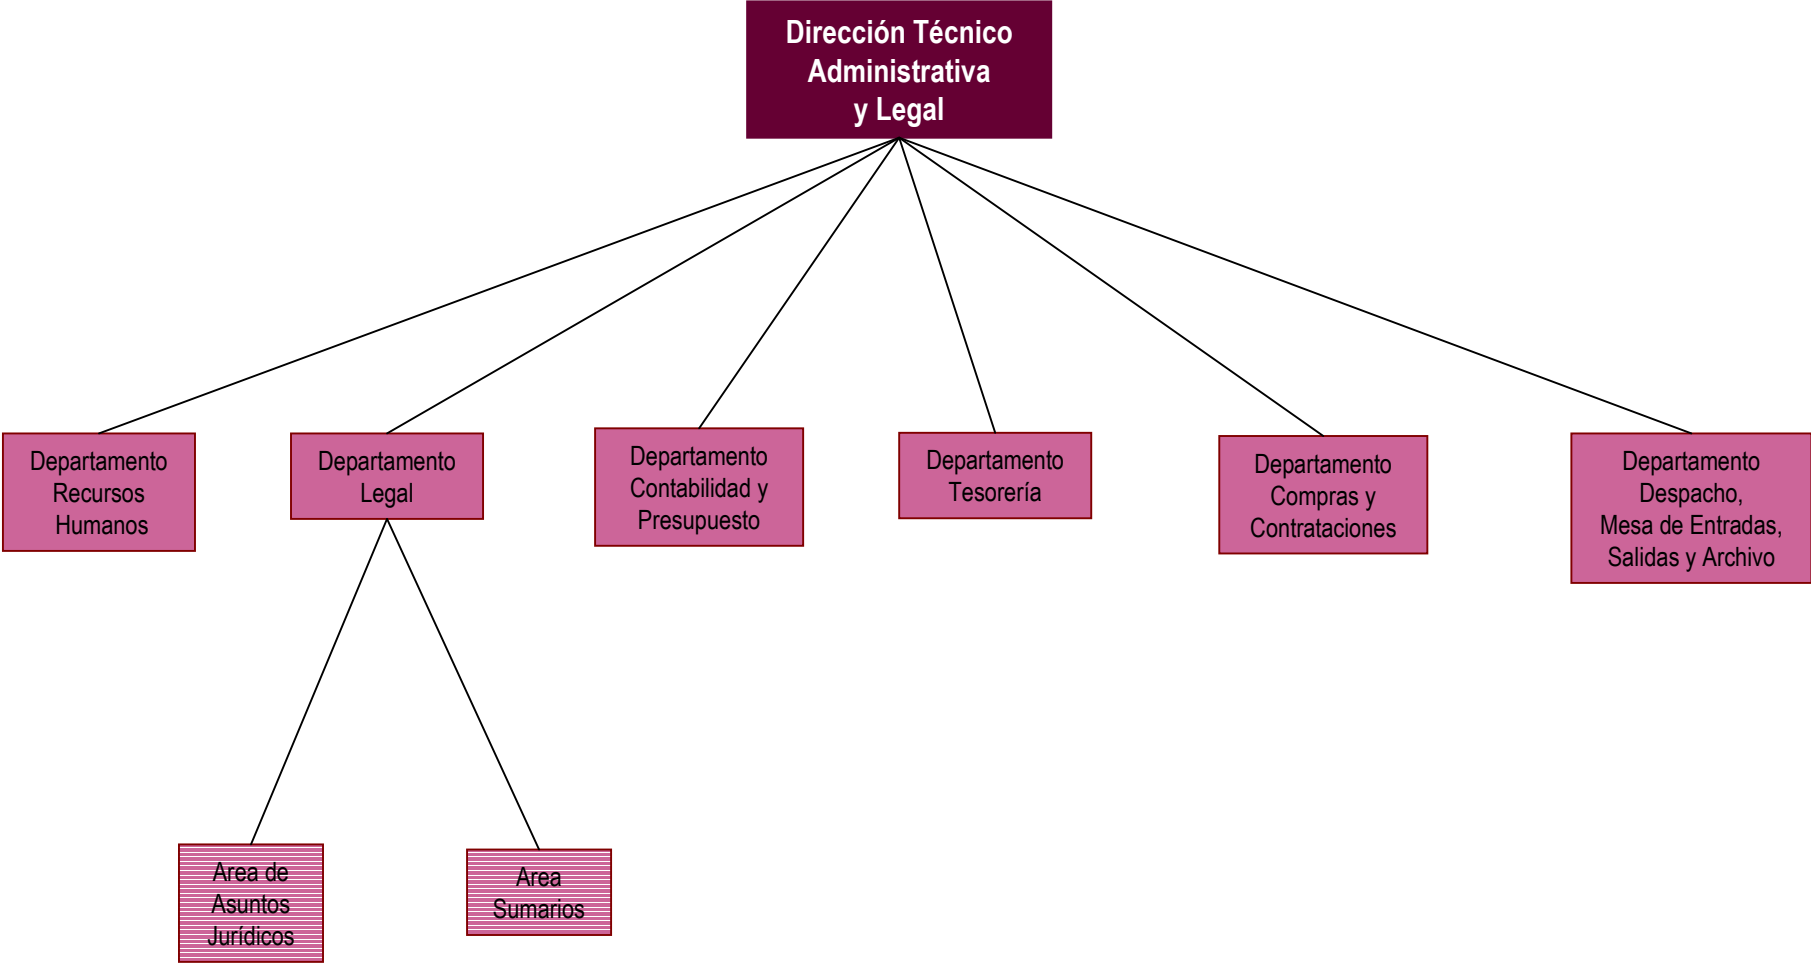 Dirección Técnico
Administrativa
y Legal
Departamento
Recursos
Humanos
Departamento
Legal
Departamento
Contabilidad y
Presupuesto
Departamento
Tesorería
Departamento
Compras y
Contrataciones
Departamento
Despacho,
Mesa de Entradas,
Salidas y Archivo
Area de
Asuntos
Jurídicos
Area
Sumarios